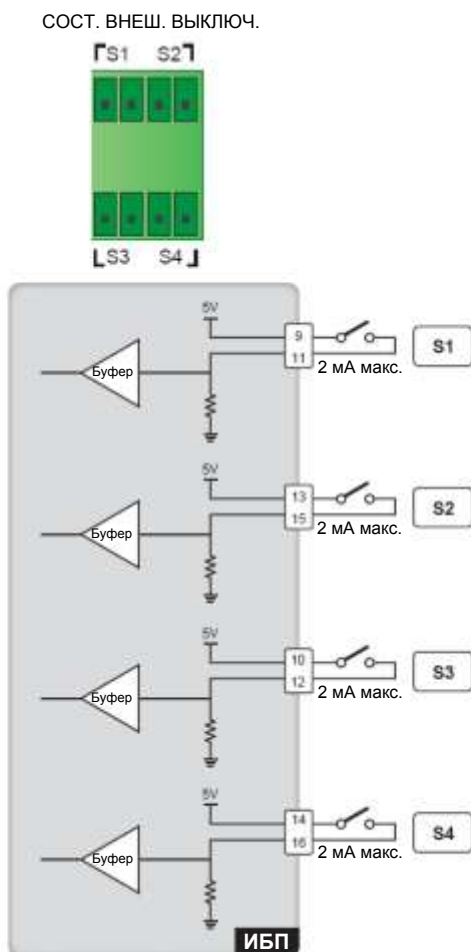 СОСТ. ВНЕШ. ВЫКЛЮЧ.
S1 S2
S3 S4
5V
9
11
Буфер
2 мА макс.
S1
5V
13
15
Буфер
2 мА макс.
S2
5V
10
12
Буфер
2 мА макс.
S3
5V
14
16
Буфер
2 мА макс.
S4
ИБП